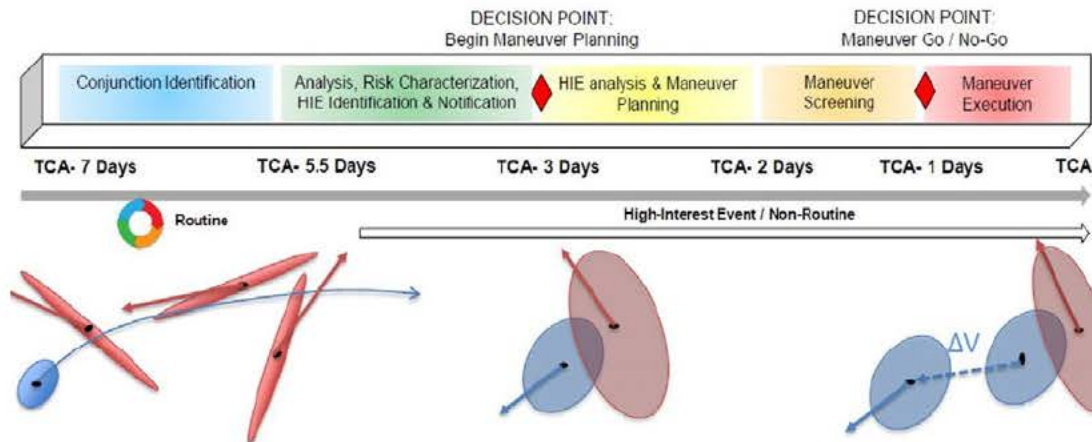 DECISION POINT:
Begin Maneuver Planning
DECISION POINT:
Maneuver Go / No-Go
Conjunction Identification
Analysis, Risk Characterization,
HIE Identification & Notification
HIE analysis & Maneuver
Planning
Maneuver
Screening
Maneuver
Execution
TCA- 7 Days
TCA- 5.5 Days
TCA- 3 Days
TCA- 2 Days
TCA- 1 Days
TCA
Routine
High-Interest Event / Non-Routine
ΔV